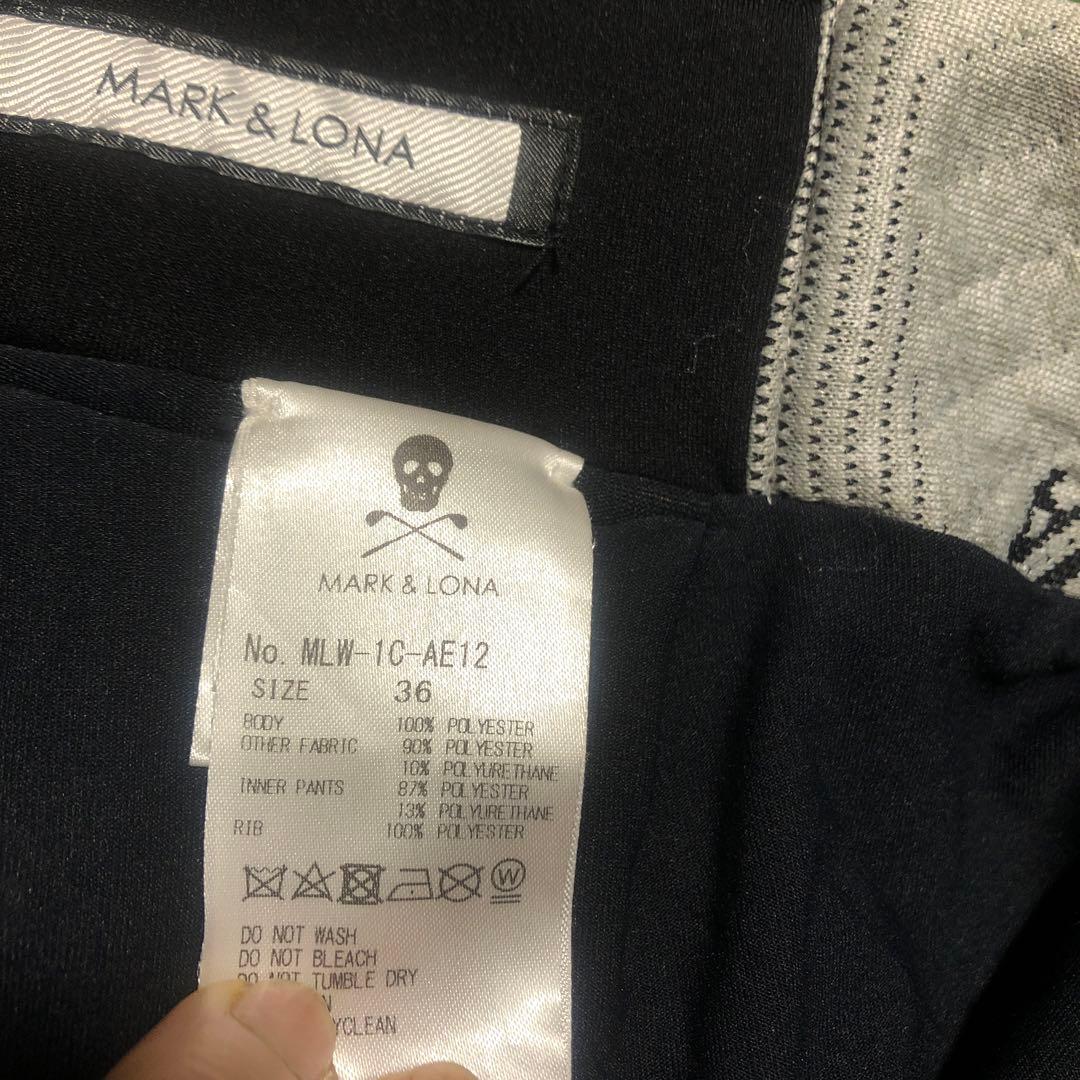 MARK & LONA
MARK & LONA
No. MLW-1C-AE12
SIZE 36
BODY 100% POLYESTER
OTHER FABRIC 90% POLYESTER
10% POLYURETHANE
INNER PANTS 87% POLYESTER
13% POLYURETHANE
RIB 100% POLYESTER
W
DO NOT WASH
DO NOT BLEACH
DO NOT TUMBLE DRY